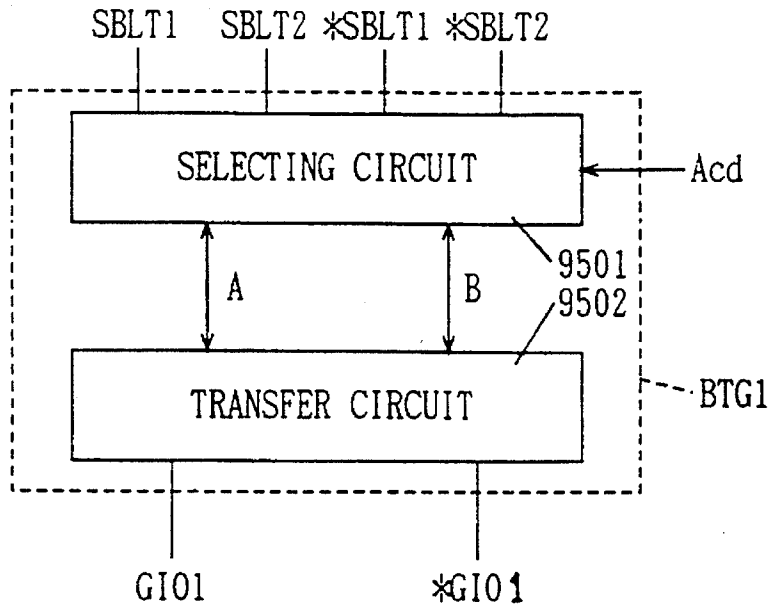 SBLT1 SBLT2 ※SBLT1 ※SBLT2
SELECTING CIRCUIT
Acd
A
B
9501
9502
TRANSFER CIRCUIT
BTG1
GIO1
※GIO1